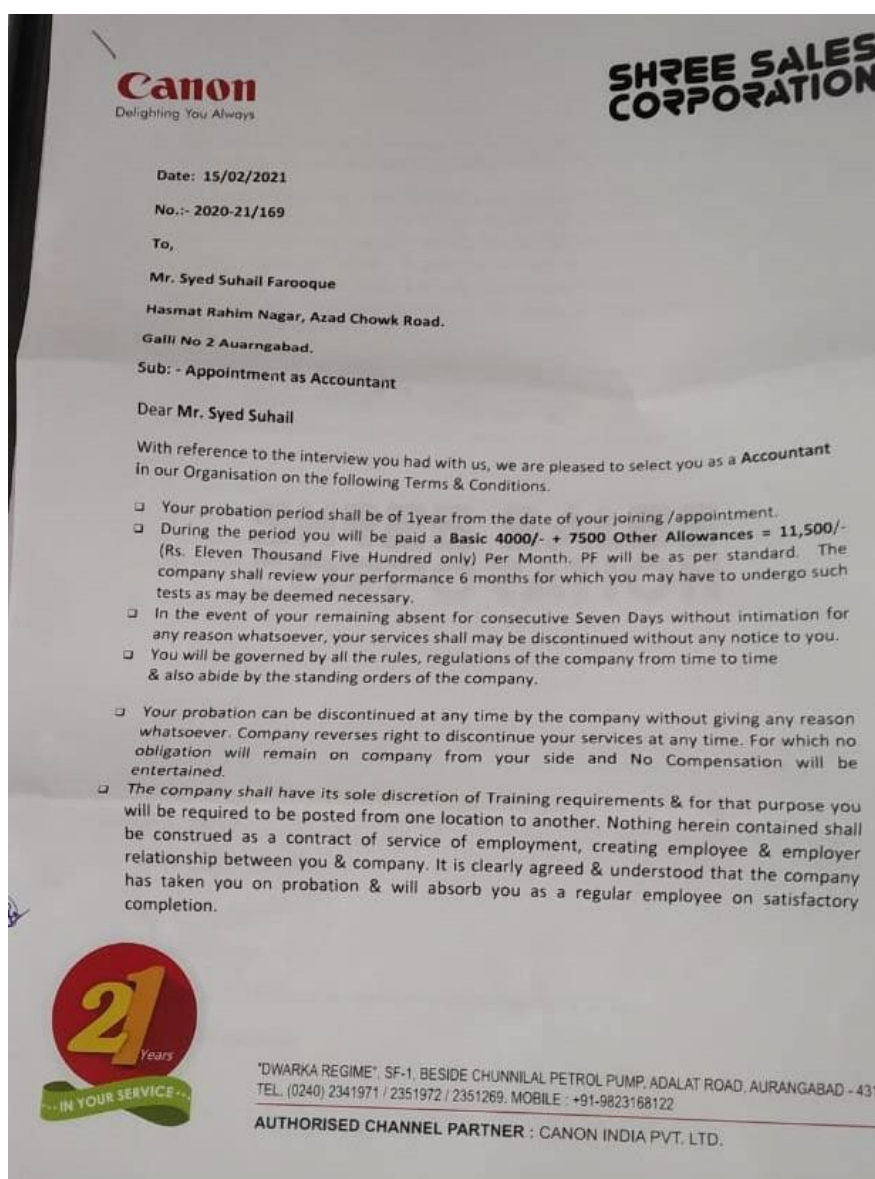 Canon
Delighting You Always
SHREE SALES
CORPORATION
Date: 15/02/2021
No.:- 2020-21/169
To,
Mr. Syed Suhail Farooque
Hasmat Rahim Nagar, Azad Chowk Road.
Galli No 2 Auarngabad.
Sub: - Appointment as Accountant
Dear Mr. Syed Suhail
With reference to the interview you had with us, we are pleased to select you as a Accountant
in our Organisation on the following Terms & Conditions.
❑ Your probation period shall be of 1year from the date of your joining /appointment.
❑ During the period you will be paid a Basic 4000/- + 7500 Other Allowances = 11,500/-
(Rs. Eleven Thousand Five Hundred only) Per Month. PF will be as per standard. The
company shall review your performance 6 months for which you may have to undergo such
tests as may be deemed necessary.
❑ In the event of your remaining absent for consecutive Seven Days without intimation for
any reason whatsoever, your services shall may be discontinued without any notice to you.
❑ You will be governed by all the rules, regulations of the company from time to time
& also abide by the standing orders of the company.
❑ Your probation can be discontinued at any time by the company without giving any reason
whatsoever. Company reverses right to discontinue your services at any time. For which no
obligation will remain on company from your side and No Compensation will be
entertained.
❑ The company shall have its sole discretion of Training requirements & for that purpose you
will be required to be posted from one location to another. Nothing herein contained shall
be construed as a contract of service of employment, creating employee & employer
relationship between you & company. It is clearly agreed & understood that the company
has taken you on probation & will absorb you as a regular employee on satisfactory
completion.
21
Years
...IN YOUR SERVICE...
"DWARKA REGIME", SF-1, BESIDE CHUNNILAL PETROL PUMP, ADALAT ROAD, AURANGABAD - 431
TEL. (0240) 2341971 / 2351972 / 2351269. MOBILE : +91-9823168122
AUTHORISED CHANNEL PARTNER : CANON INDIA PVT. LTD.